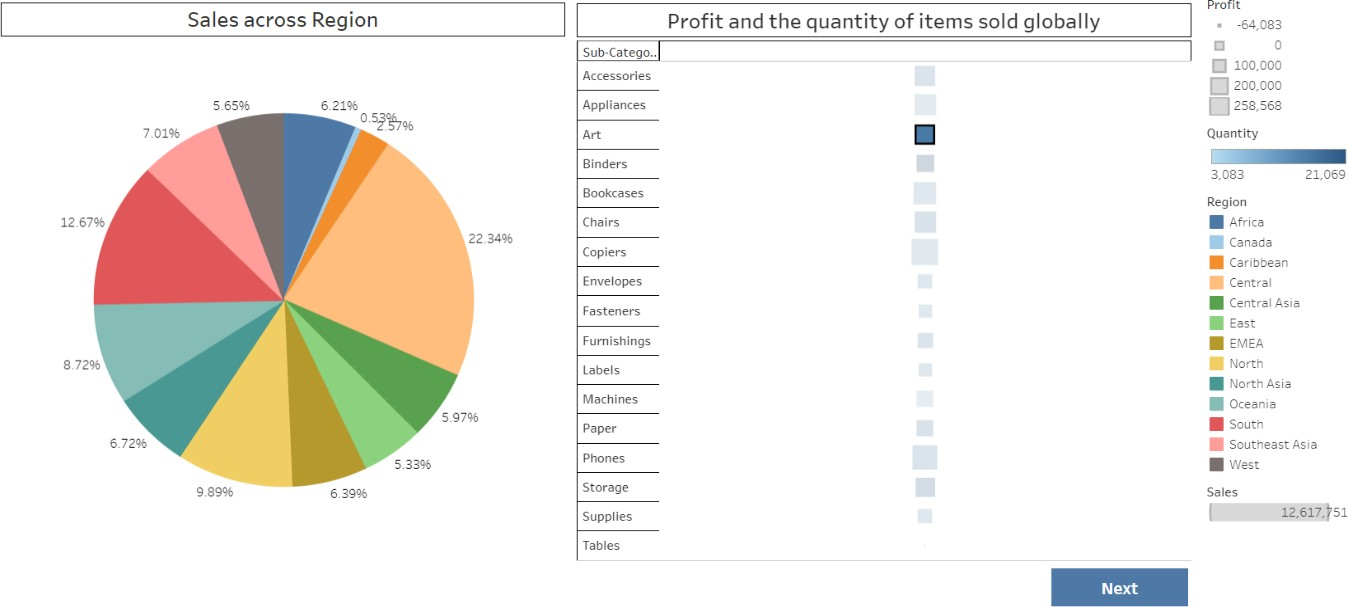 Sales across Region
5.65%
6.21%
0.53%
2.57%
7.01%
12.67%
22.34%
8.72%
5.97%
6.72%
5.33%
9.89%
6.39%
Profit and the quantity of items sold globally
Sub-Catego..
Accessories
Appliances
Art
Binders
Bookcases
Chairs
Copiers
Envelopes
Fasteners
Furnishings
Labels
Machines
Paper
Phones
Storage
Supplies
Tables
Next
Profit
-64,083
0
100,000
200,000
258,568
Quantity
3,083 21,069
Region
Africa
Canada
Caribbean
Central
Central Asia
East
EMEA
North
North Asia
Oceania
South
Southeast Asia
West
Sales
12,617,751